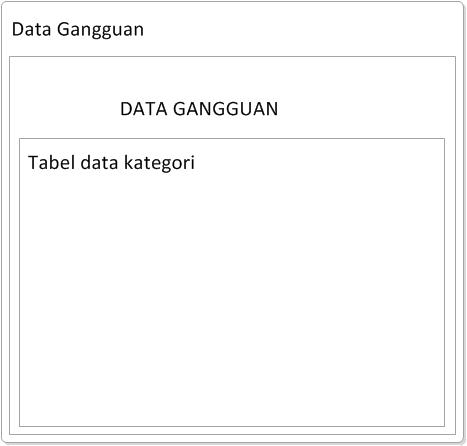 Data Gangguan
DATA GANGGUAN
Tabel data kategori